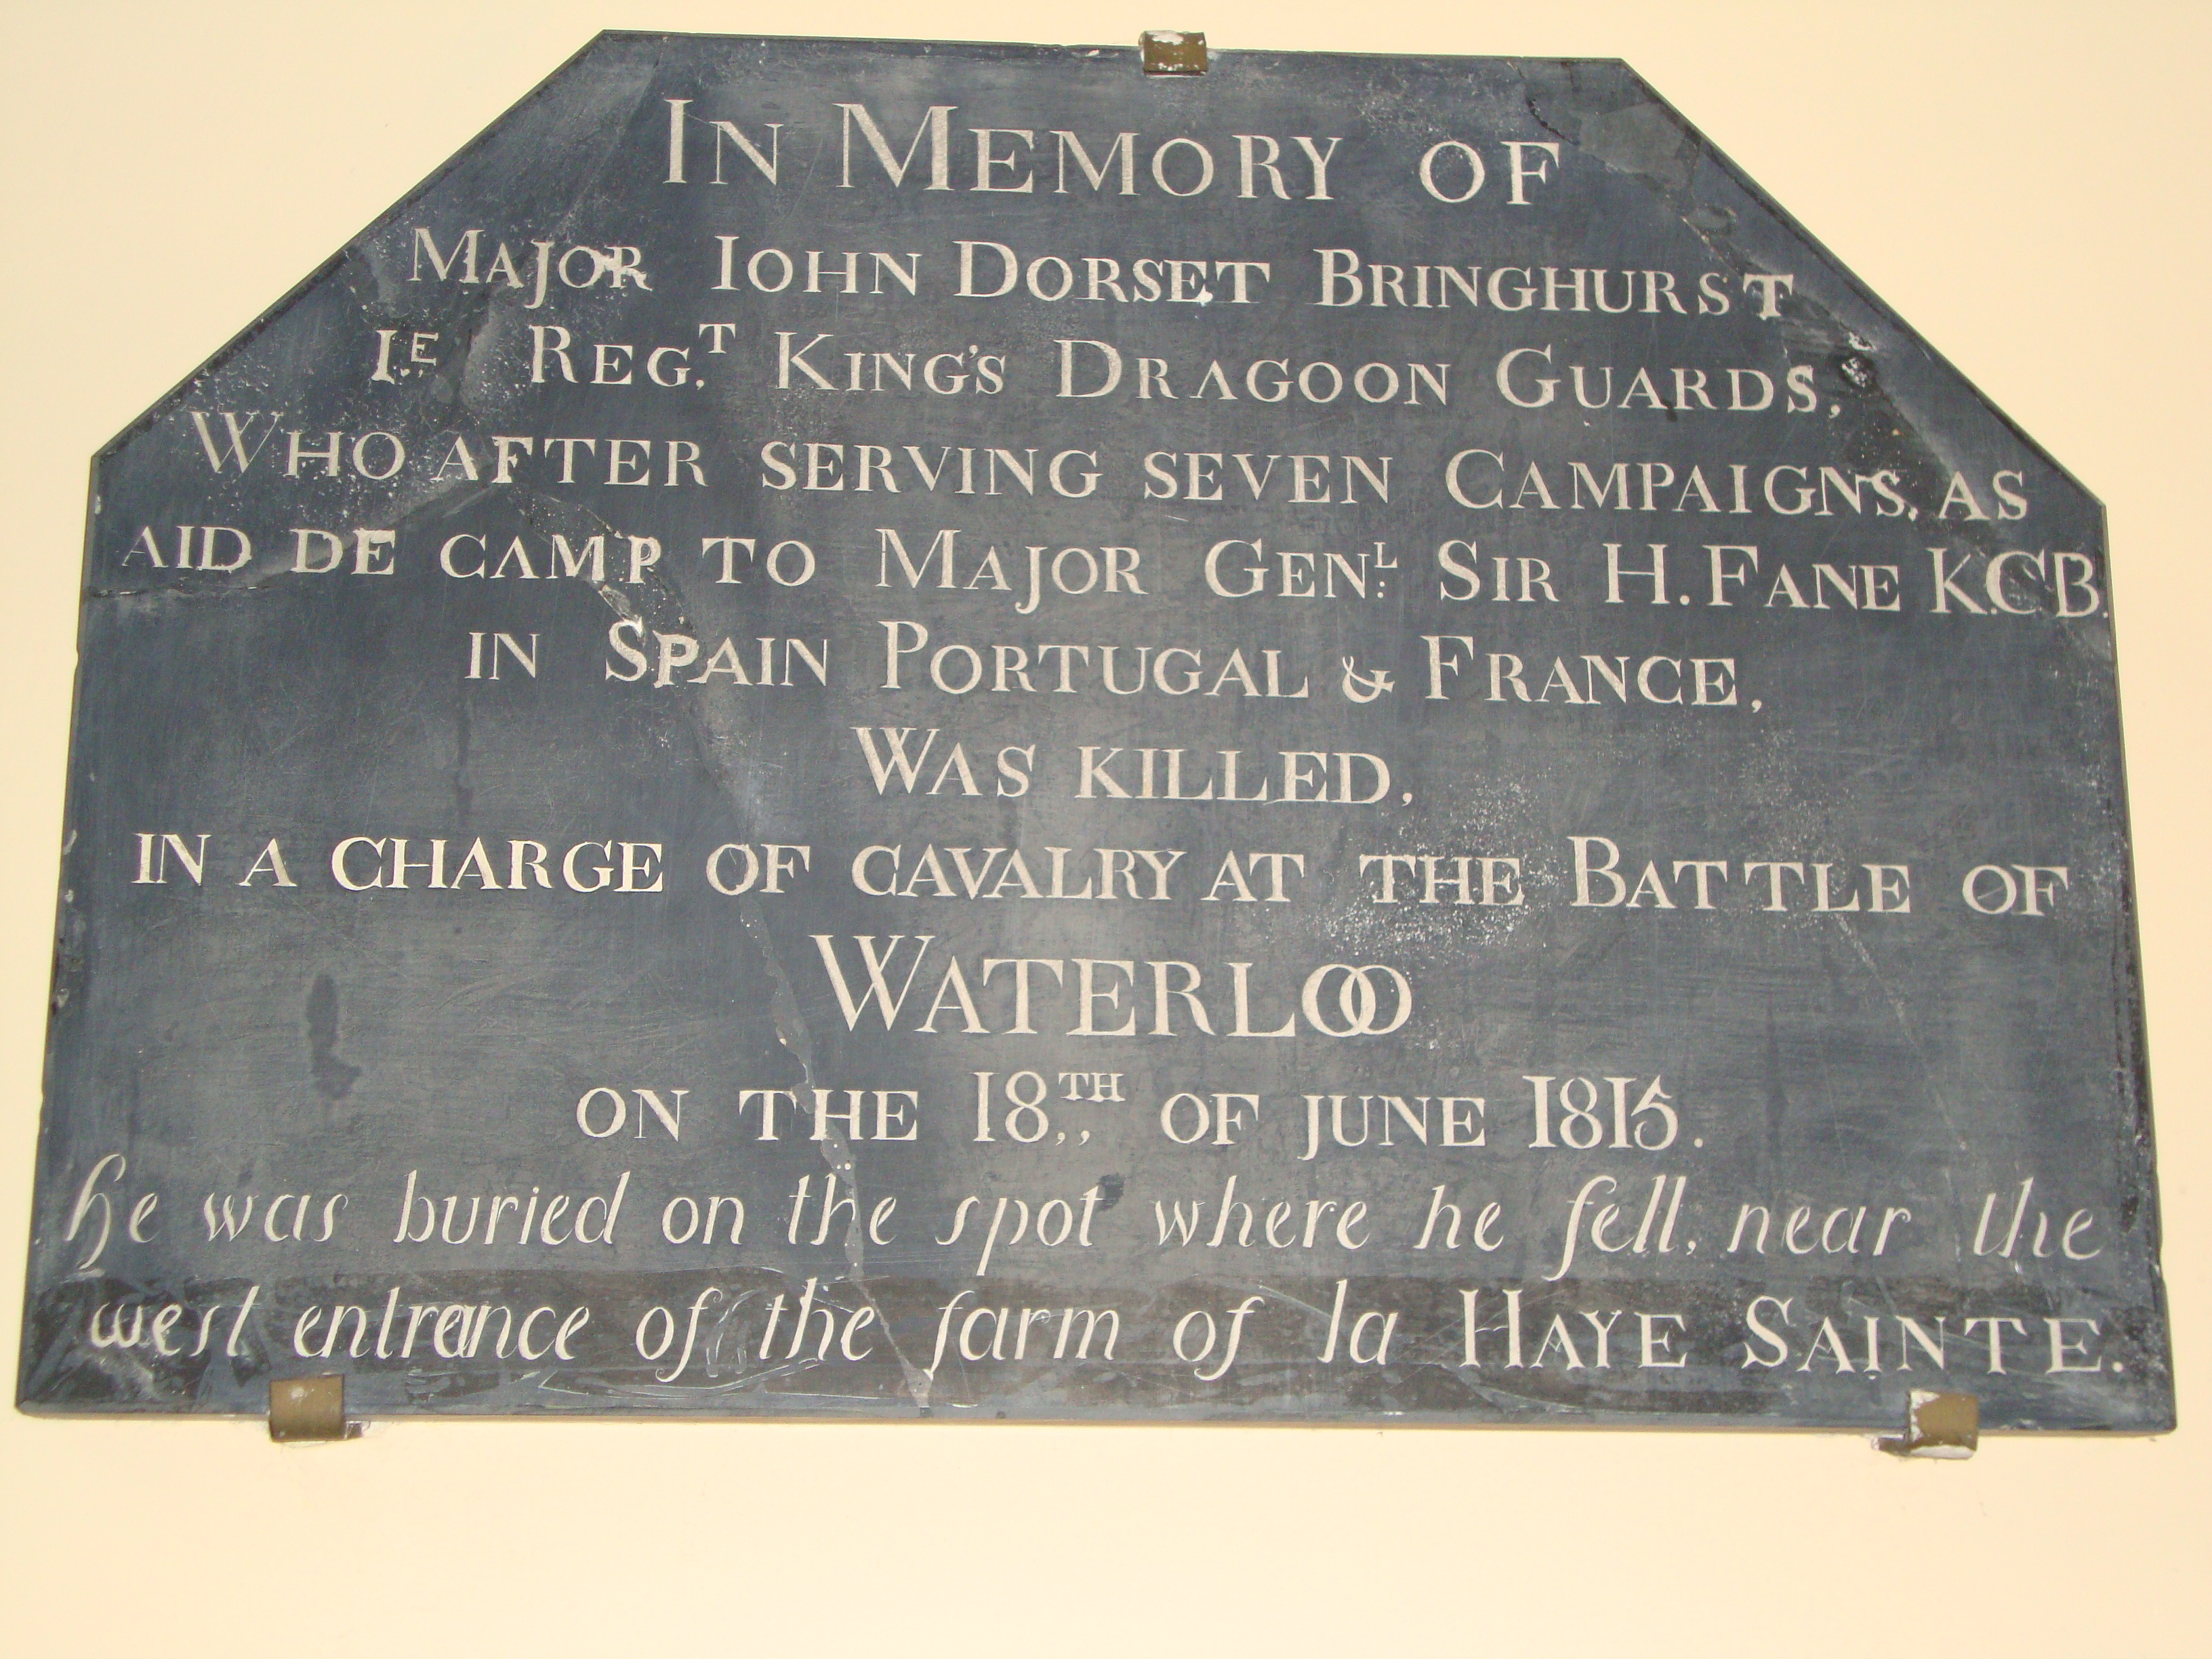 IN MEMORY OF
MAJOR IOHN DORSET BRINGHURST
I.E REG.T KING'S DRAGOON GUARDS,
WHO AFTER SERVING SEVEN CAMPAIGNS, AS
AID DE CAMP TO MAJOR GEN.L SIR H. FANE K.C.B.
IN SPAIN PORTUGAL & FRANCE,
WAS KILLED,
IN A CHARGE OF CAVALRY AT THE BATTLE OF
WATERLOO
ON THE 18,,TH OF JUNE 1815.
he was buried on the spot where he fell, near the
west entrance of the farm of la HAYE SAINTE.